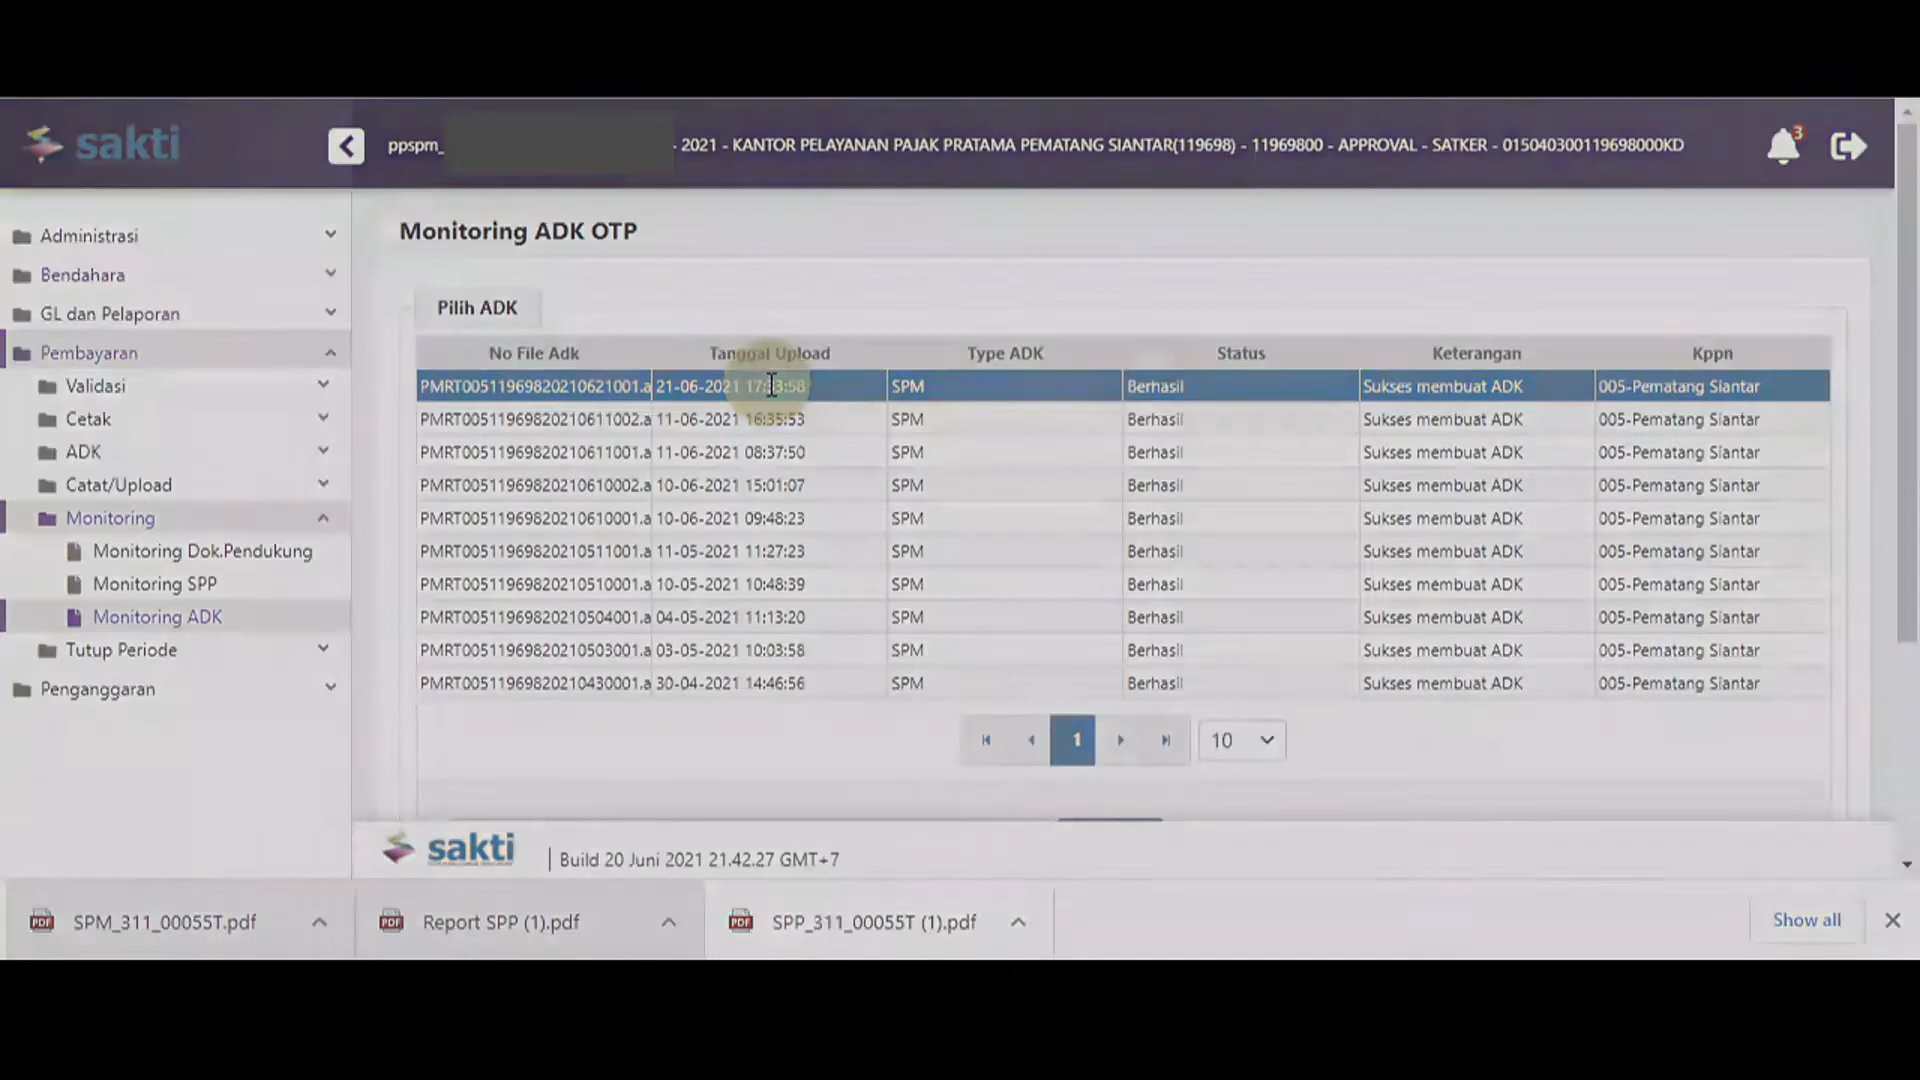 sakti
ppspm_ - 2021 - KANTOR PELAYANAN PAJAK PRATAMA PEMATANG SIANTAR(119698) - 11969800 - APPROVAL - SATKER - 015040300119698000KD
3
Administrasi
Bendahara
GL dan Pelaporan
Pembayaran
Validasi
Cetak
ADK
Catat/Upload
Monitoring
Monitoring Dok.Pendukung
Monitoring SPP
Monitoring ADK
Tutup Periode
Penganggaran
Monitoring ADK OTP
Pilih ADK
No File Adk Tanggal Upload Type ADK Status Keterangan Kppn
PMRT00511969820210621001.a 21-06-2021 SPM Berhasil Sukses membuat ADK 005-Pematang Siantar
PMRT00511969820210611002.a 11-06-2021 16:35:53 SPM Berhasil Sukses membuat ADK 005-Pematang Siantar
PMRT00511969820210611001.a 11-06-2021 08:37:50 SPM Berhasil Sukses membuat ADK 005-Pematang Siantar
PMRT00511969820210610002.a 10-06-2021 15:01:07 SPM Berhasil Sukses membuat ADK 005-Pematang Siantar
PMRT00511969820210610001.a 10-06-2021 09:48:23 SPM Berhasil Sukses membuat ADK 005-Pematang Siantar
PMRT00511969820210511001.a 11-05-2021 11:27:23 SPM Berhasil Sukses membuat ADK 005-Pematang Siantar
PMRT00511969820210510001.a 10-05-2021 10:48:39 SPM Berhasil Sukses membuat ADK 005-Pematang Siantar
PMRT00511969820210504001.a 04-05-2021 11:13:20 SPM Berhasil Sukses membuat ADK 005-Pematang Siantar
PMRT00511969820210503001.a 03-05-2021 10:03:58 SPM Berhasil Sukses membuat ADK 005-Pematang Siantar
PMRT00511969820210430001.a 30-04-2021 14:46:56 SPM Berhasil Sukses membuat ADK 005-Pematang Siantar
1 10
sakti | Build 20 Juni 2021 21.42.27 GMT+7
PDF SPM_311_00055T.pdf PDF Report SPP (1).pdf PDF SPP_311_00055T (1).pdf Show all